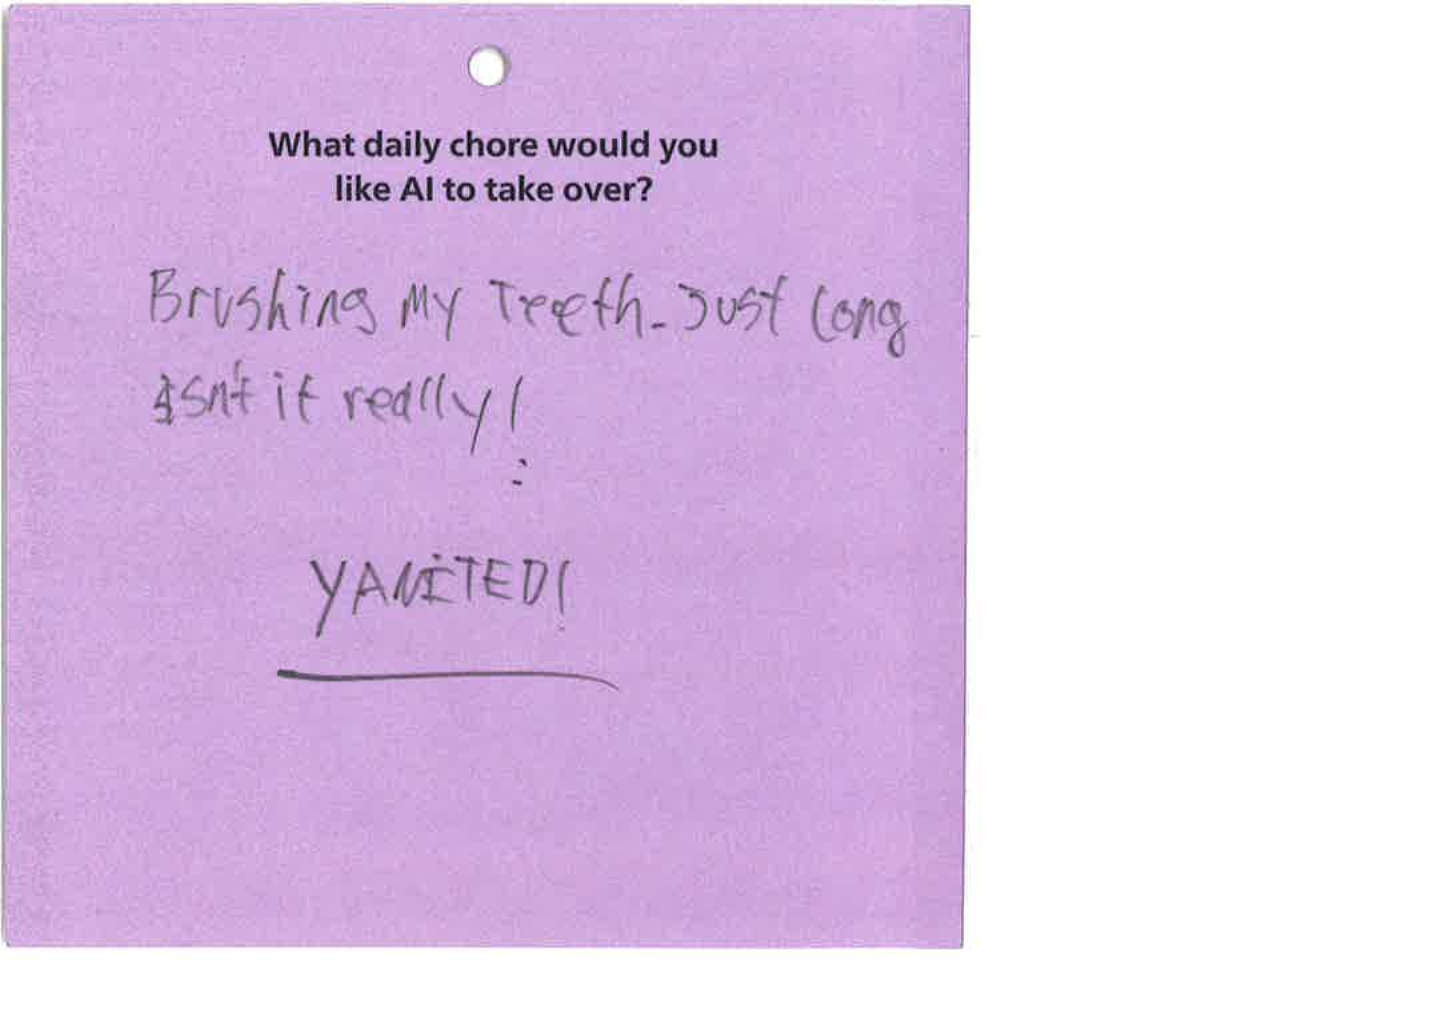 What daily chore would you
like AI to take over?
Brushing My Teeth. Just long
isn't it really!
YANITED!